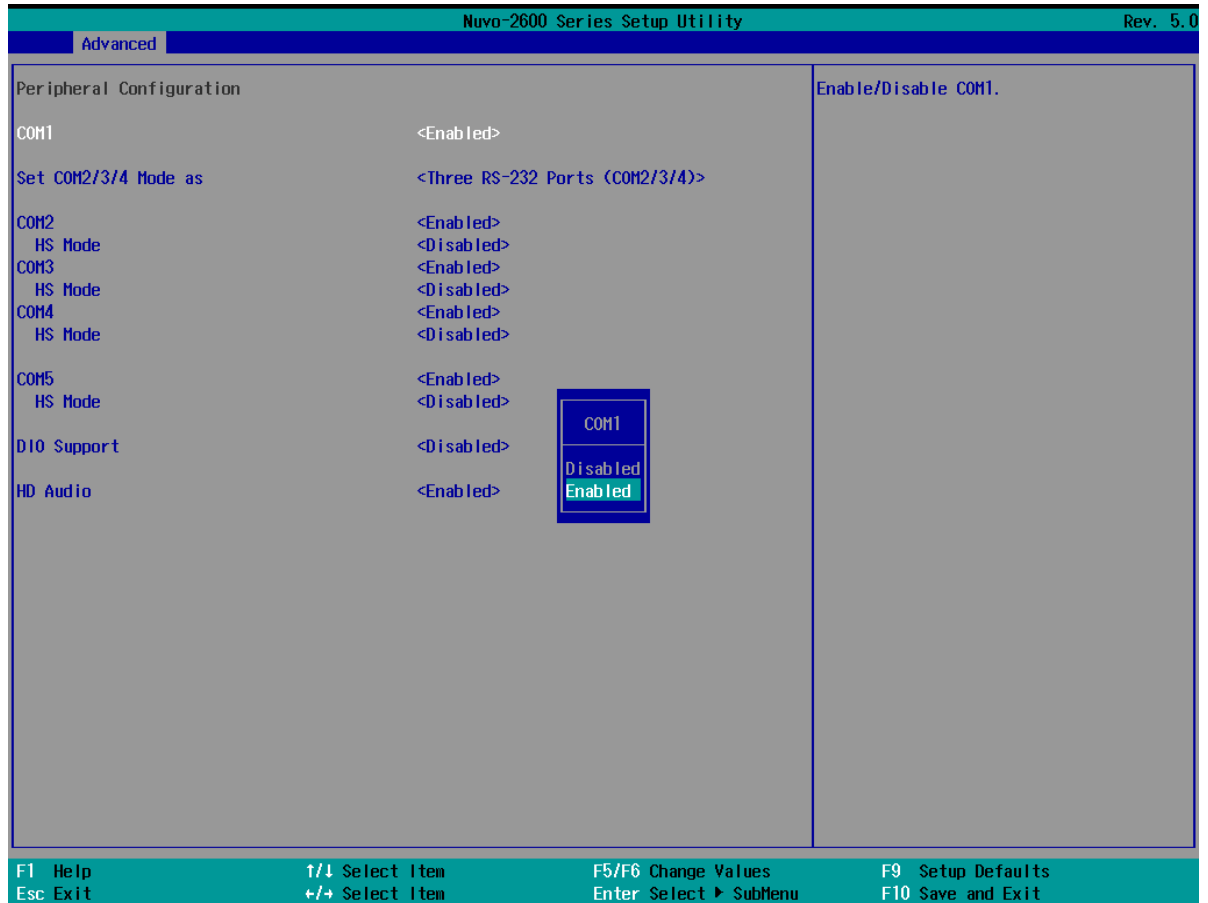 Nuvo-2600 Series Setup Utility Rev. 5.0
Advanced
Peripheral Configuration
Enable/Disable COM1.
COM1 <Enabled>
Set COM2/3/4 Mode as <Three RS-232 Ports (COM2/3/4)>
COM2 <Enabled>
HS Mode <Disabled>
COM3 <Enabled>
HS Mode <Disabled>
COM4 <Enabled>
HS Mode <Disabled>
COM5 <Enabled>
HS Mode <Disabled>
DIO Support <Disabled>
HD Audio <Enabled>
COM1
Disabled
Enabled
F1 Help ↑/↓ Select Item F5/F6 Change Values F9 Setup Defaults
Esc Exit ←/→ Select Item Enter Select ▶ SubMenu F10 Save and Exit